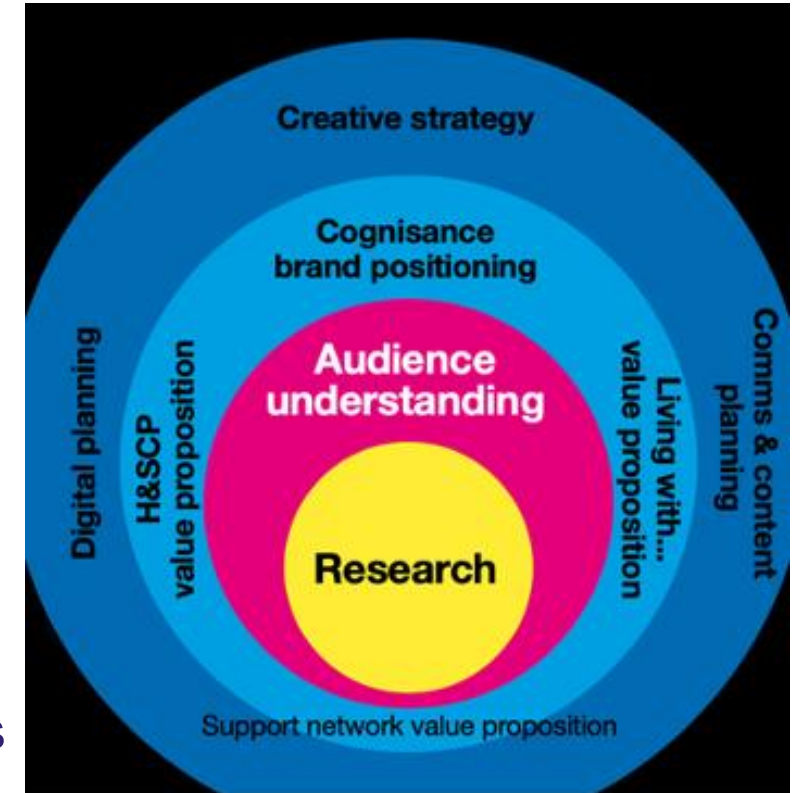 Creative strategy
Cognisance
brand positioning
Audience
understanding
Digital planning
H&SCP
value proposition
Living with...
value proposition
Comms & content
planning
Research
Support network value proposition
s